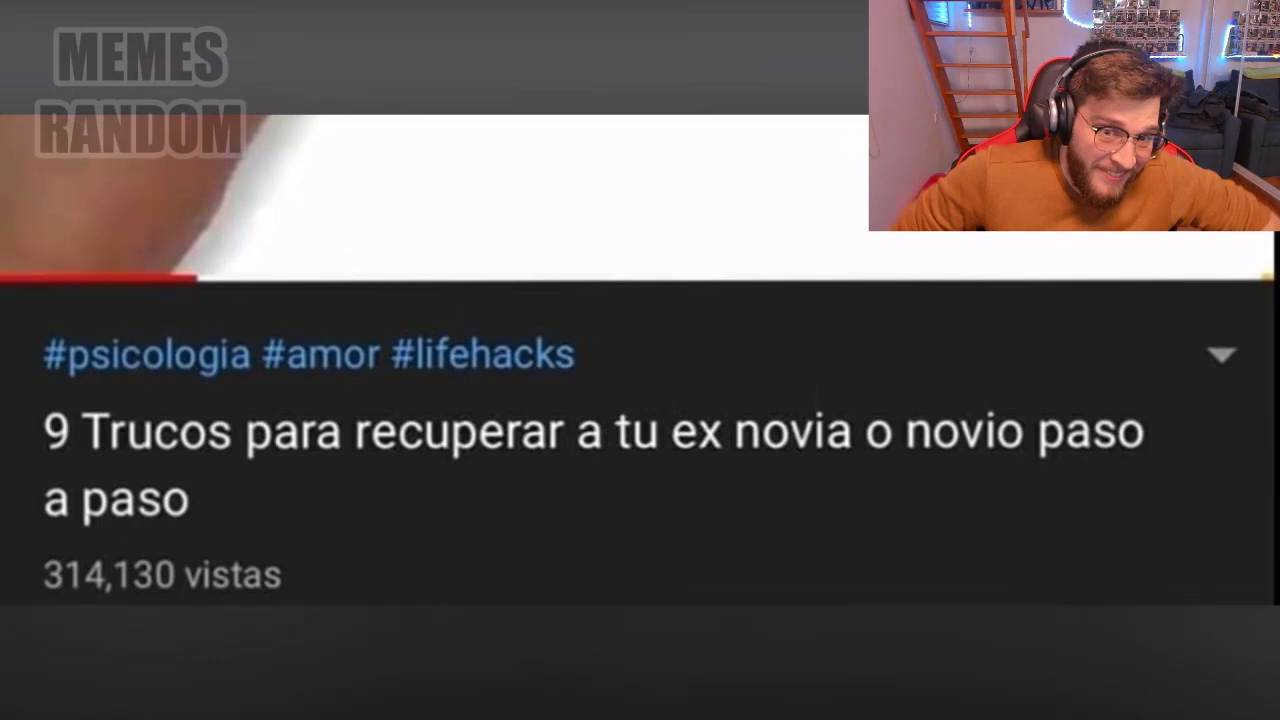 MEMES
RANDOM
#psicologia #amor #lifehacks
9 Trucos para recuperar a tu ex novia o novio paso
a paso
314,130 vistas